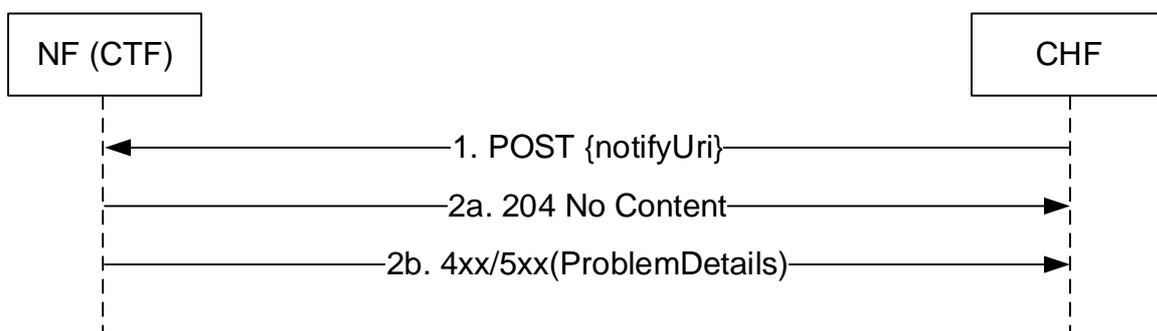 NF (CTF)
CHF
1. POST {notifyUri}
2a. 204 No Content
2b. 4xx/5xx(ProblemDetails)